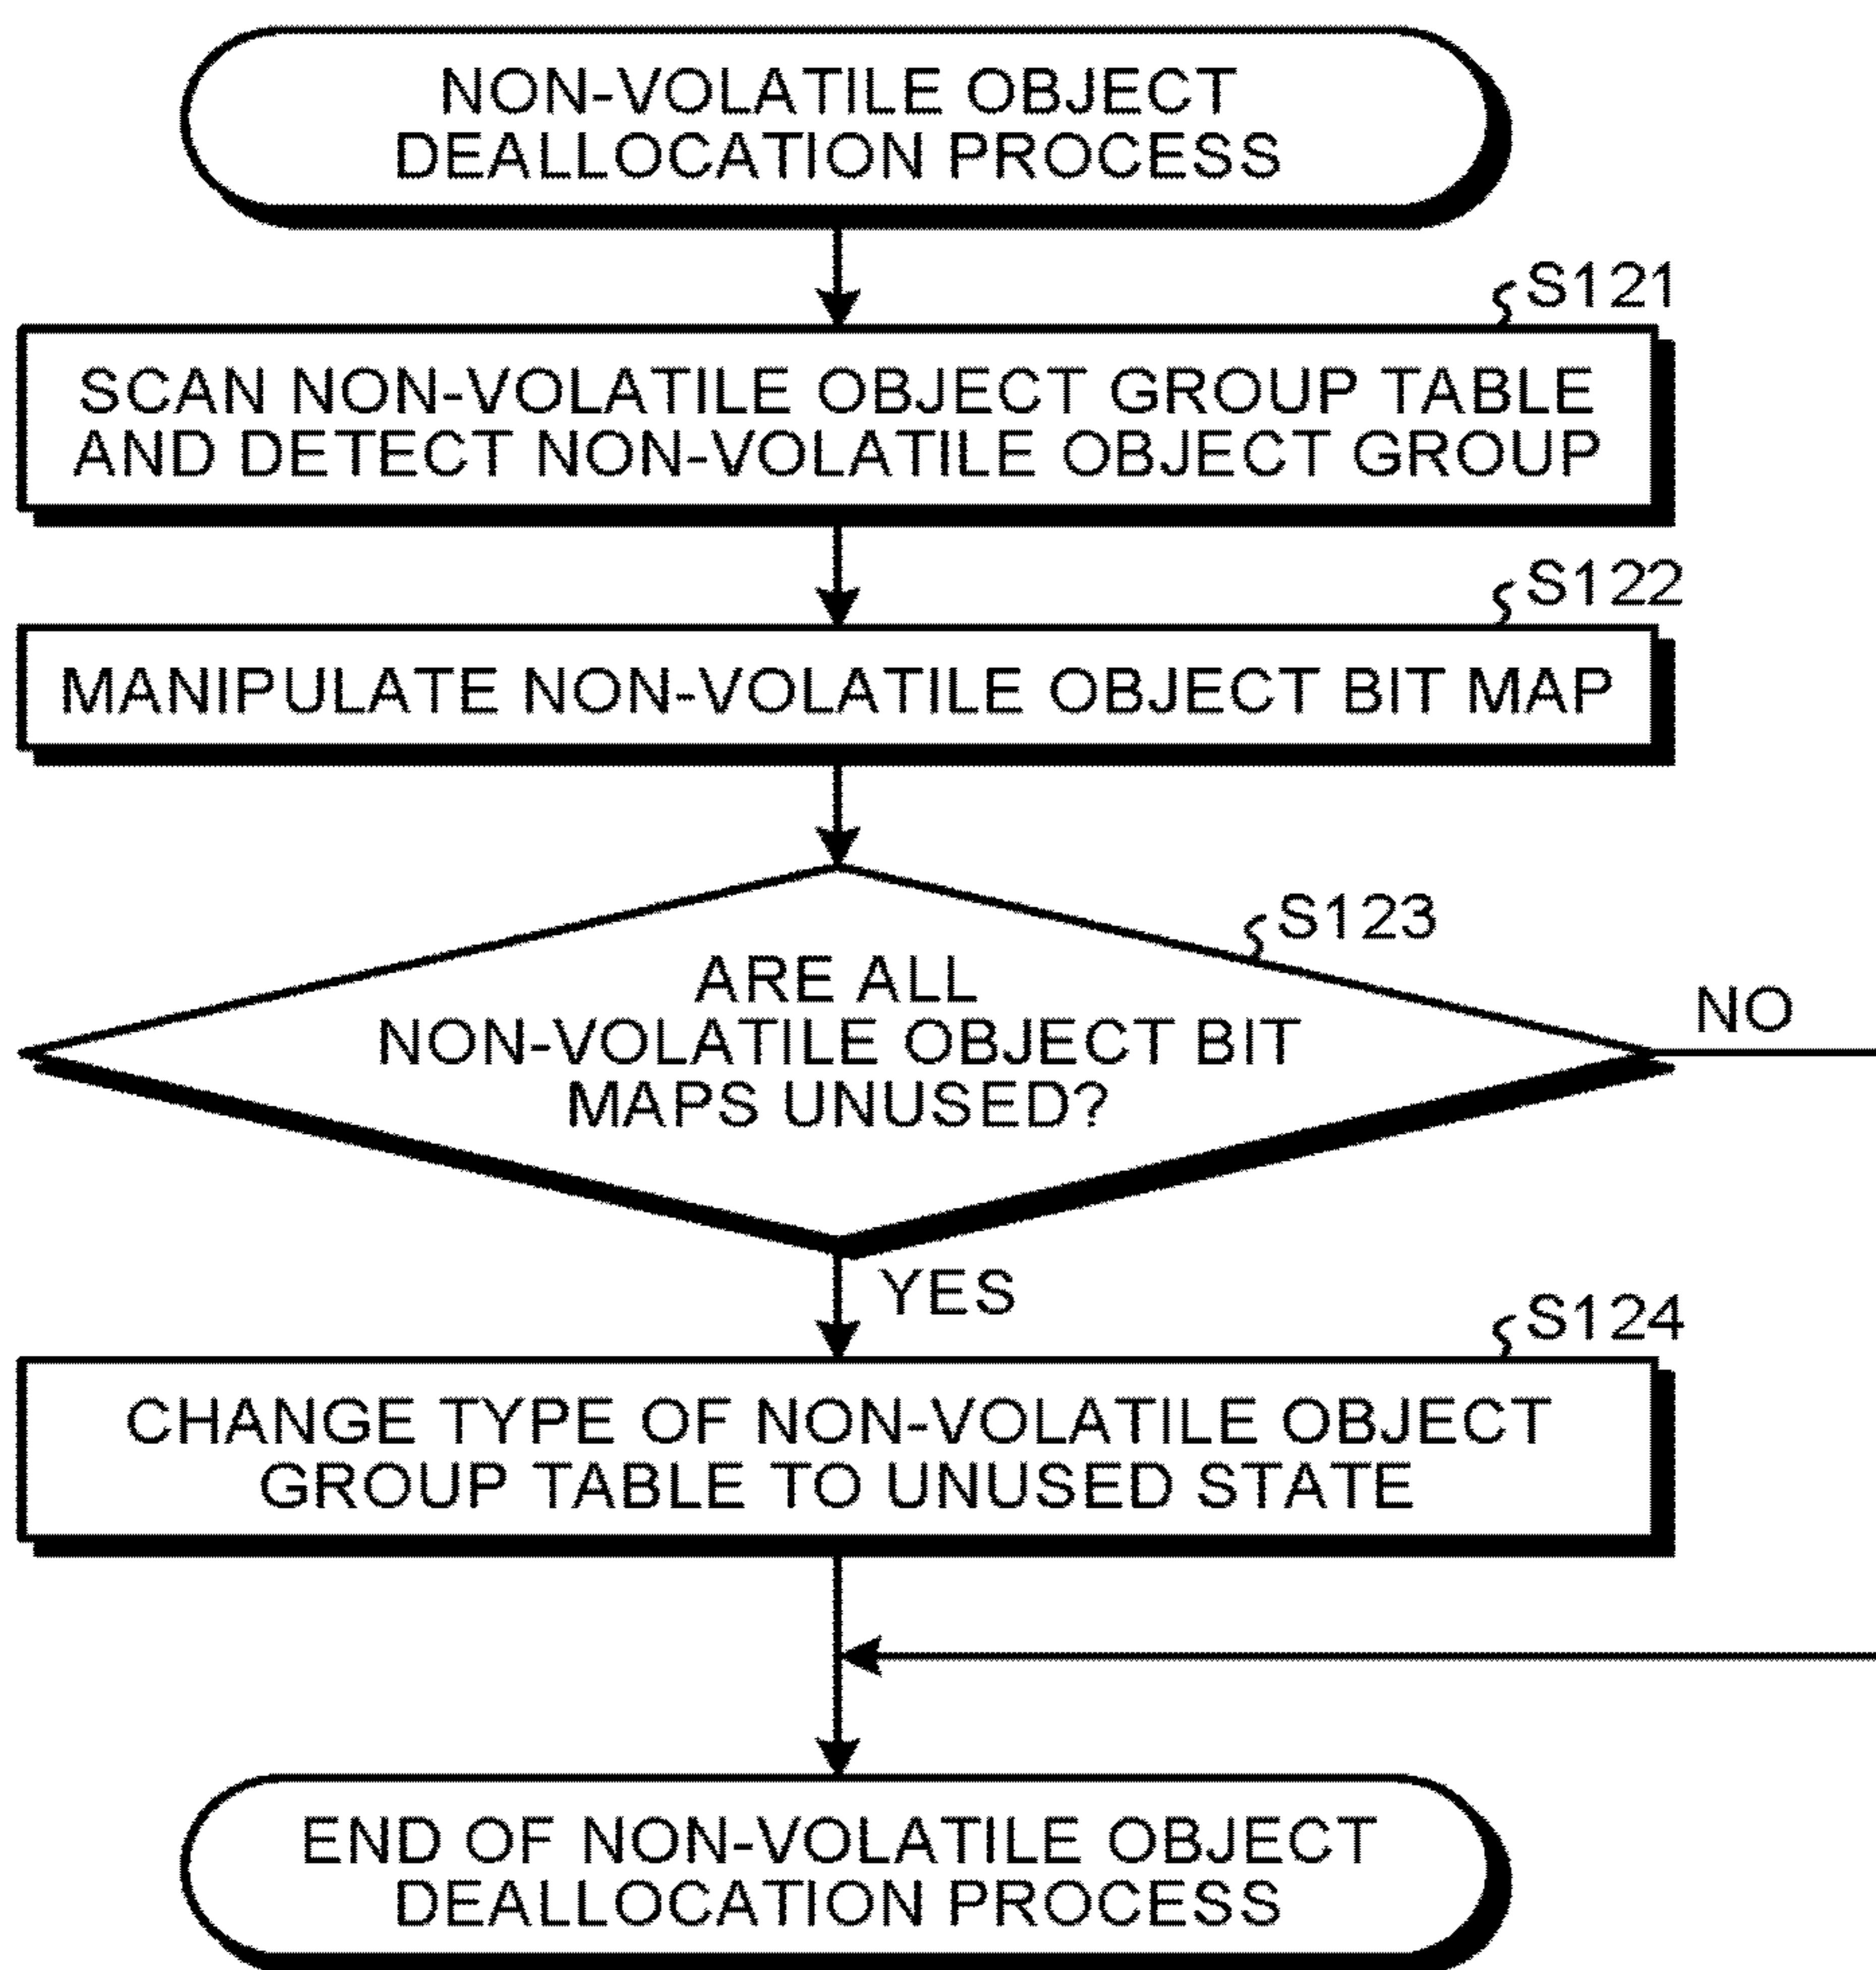 NON-VOLATILE OBJECT
DEALLOCATION PROCESS
S121
SCAN NON-VOLATILE OBJECT GROUP TABLE
AND DETECT NON-VOLATILE OBJECT GROUP
S122
MANIPULATE NON-VOLATILE OBJECT BIT MAP
S123
ARE ALL
NON-VOLATILE OBJECT BIT
MAPS UNUSED?
NO
YES
S124
CHANGE TYPE OF NON-VOLATILE OBJECT
GROUP TABLE TO UNUSED STATE
END OF NON-VOLATILE OBJECT
DEALLOCATION PROCESS